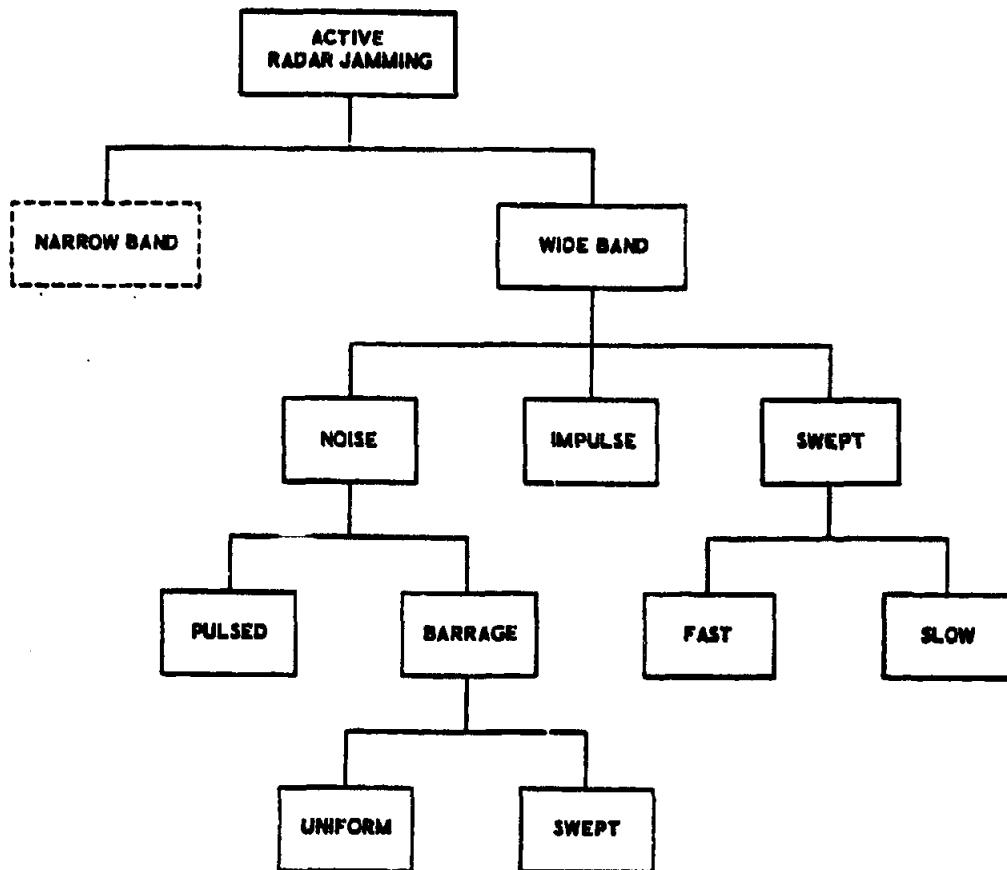 ACTIVE
RADAR JAMMING
NARROW BAND
WIDE BAND
NOISE
IMPULSE
SWEPT
PULSED
BARRAGE
FAST
SLOW
UNIFORM
SWEPT